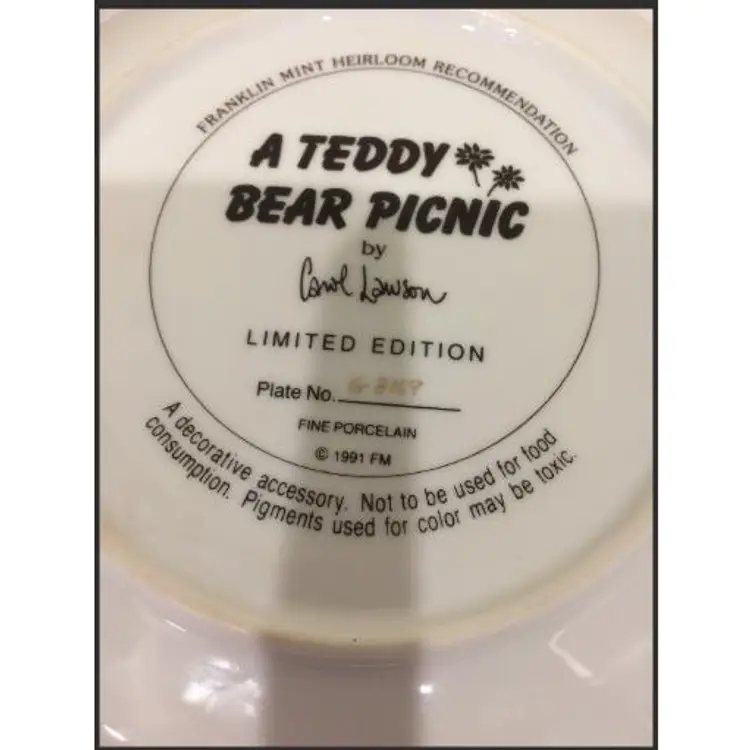 FRANKLIN MINT HEIRLOOM RECOMMENDATION
A TEDDY
BEAR PICNIC
by
Carol Lawson
LIMITED EDITION
Plate No.
FINE PORCELAIN
© 1991 FM
A decorative accessory. Not to be used for food
consumption. Pigments used for color may be toxic.